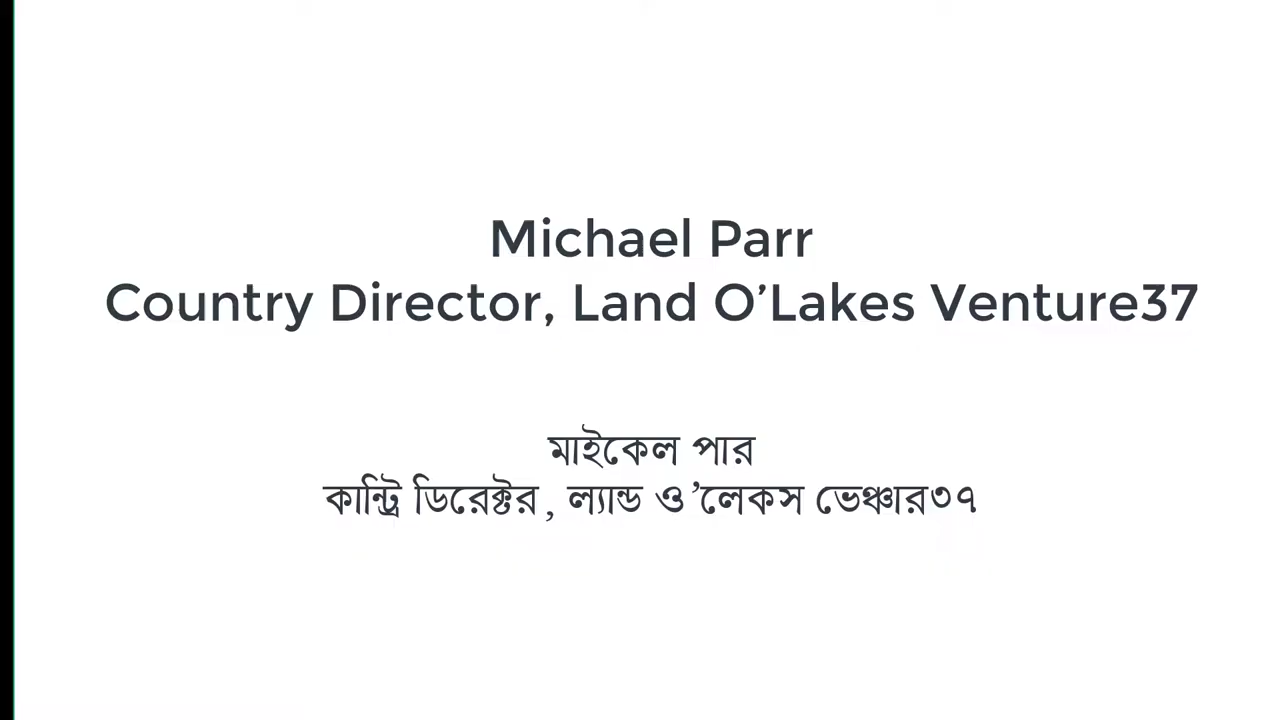 Michael Parr
Country Director, Land O’Lakes Venture37
মাইকেল পার
কান্ট্রি ডিরেক্টর, ল্যান্ড ও’লেকস ভেঞ্চার৩৭